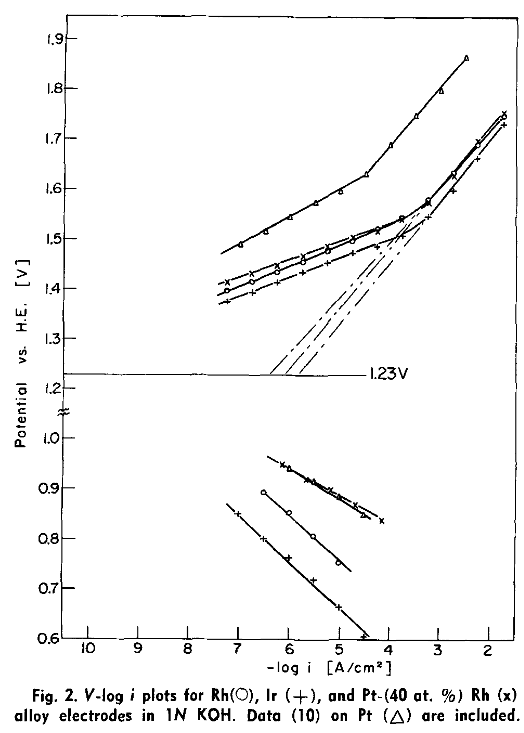 1.9
1.8
1.7
1.6
1.5
1.4
1.3
1.2
1.0
0.9
0.8
0.7
0.6
Potential vs. H.E. [V]
1.23V
10 9 8 7 6 5 4 3 2
-log i [A/cm²]
Fig. 2. V-log i plots for Rh(○), Ir (+), and Pt-(40 at. %) Rh (x)
alloy electrodes in 1N KOH. Data (10) on Pt (△) are included.